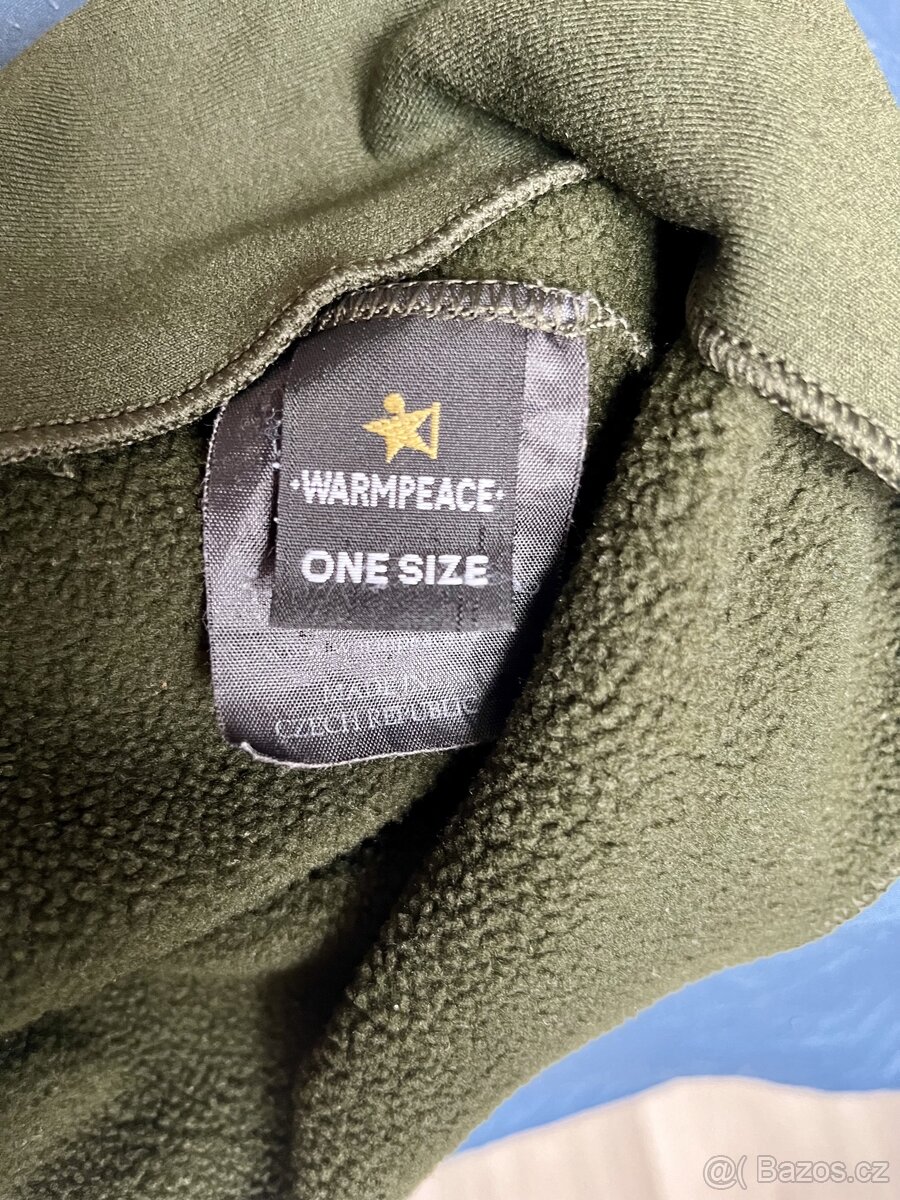 ·WARMPEACE·
ONE SIZE
MADE IN
CZECH REPUBLIC
@( Bazos.cz